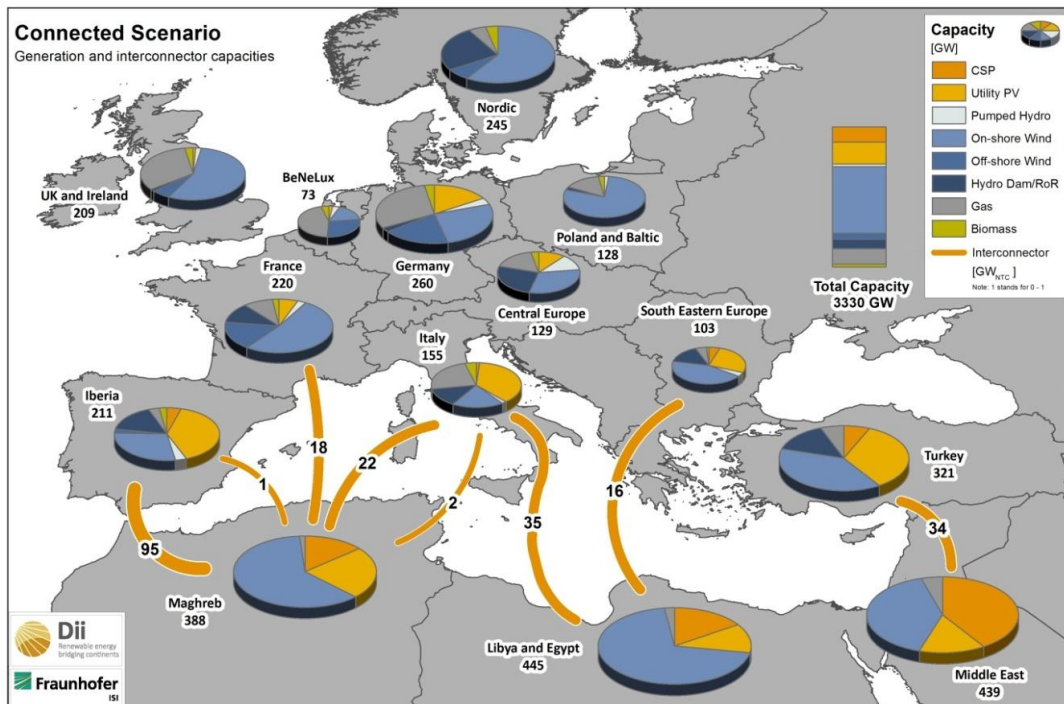 Connected Scenario
Generation and interconnector capacities
Capacity
[GW]
CSP
Utility PV
Pumped Hydro
On-shore Wind
Off-shore Wind
Hydro Dam/RoR
Gas
Biomass
Interconnector
[GWNTC]
Note: 1 stands for 0 - 1
Total Capacity
3330 GW
Nordic
245
UK and Ireland
209
BeNeLux
73
Germany
260
Poland and Baltic
128
France
220
Central Europe
129
South Eastern Europe
103
Italy
155
Iberia
211
Turkey
321
18
22
1
2
35
16
34
95
Maghreb
388
Libya and Egypt
445
Middle East
439
Dii
Renewable energy
bridging continents
Fraunhofer
ISI